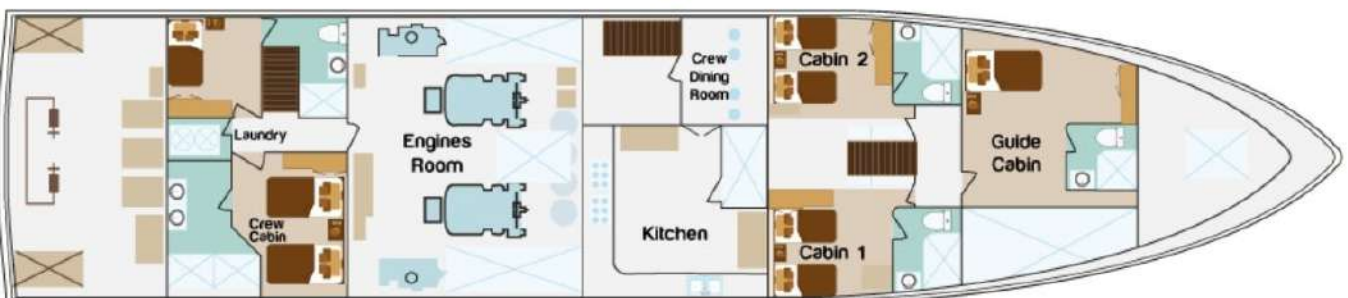 Laundry
Crew
Cabin
Engines
Room
Crew
Dining
Room
Kitchen
Cabin 2
Cabin 1
Guide
Cabin